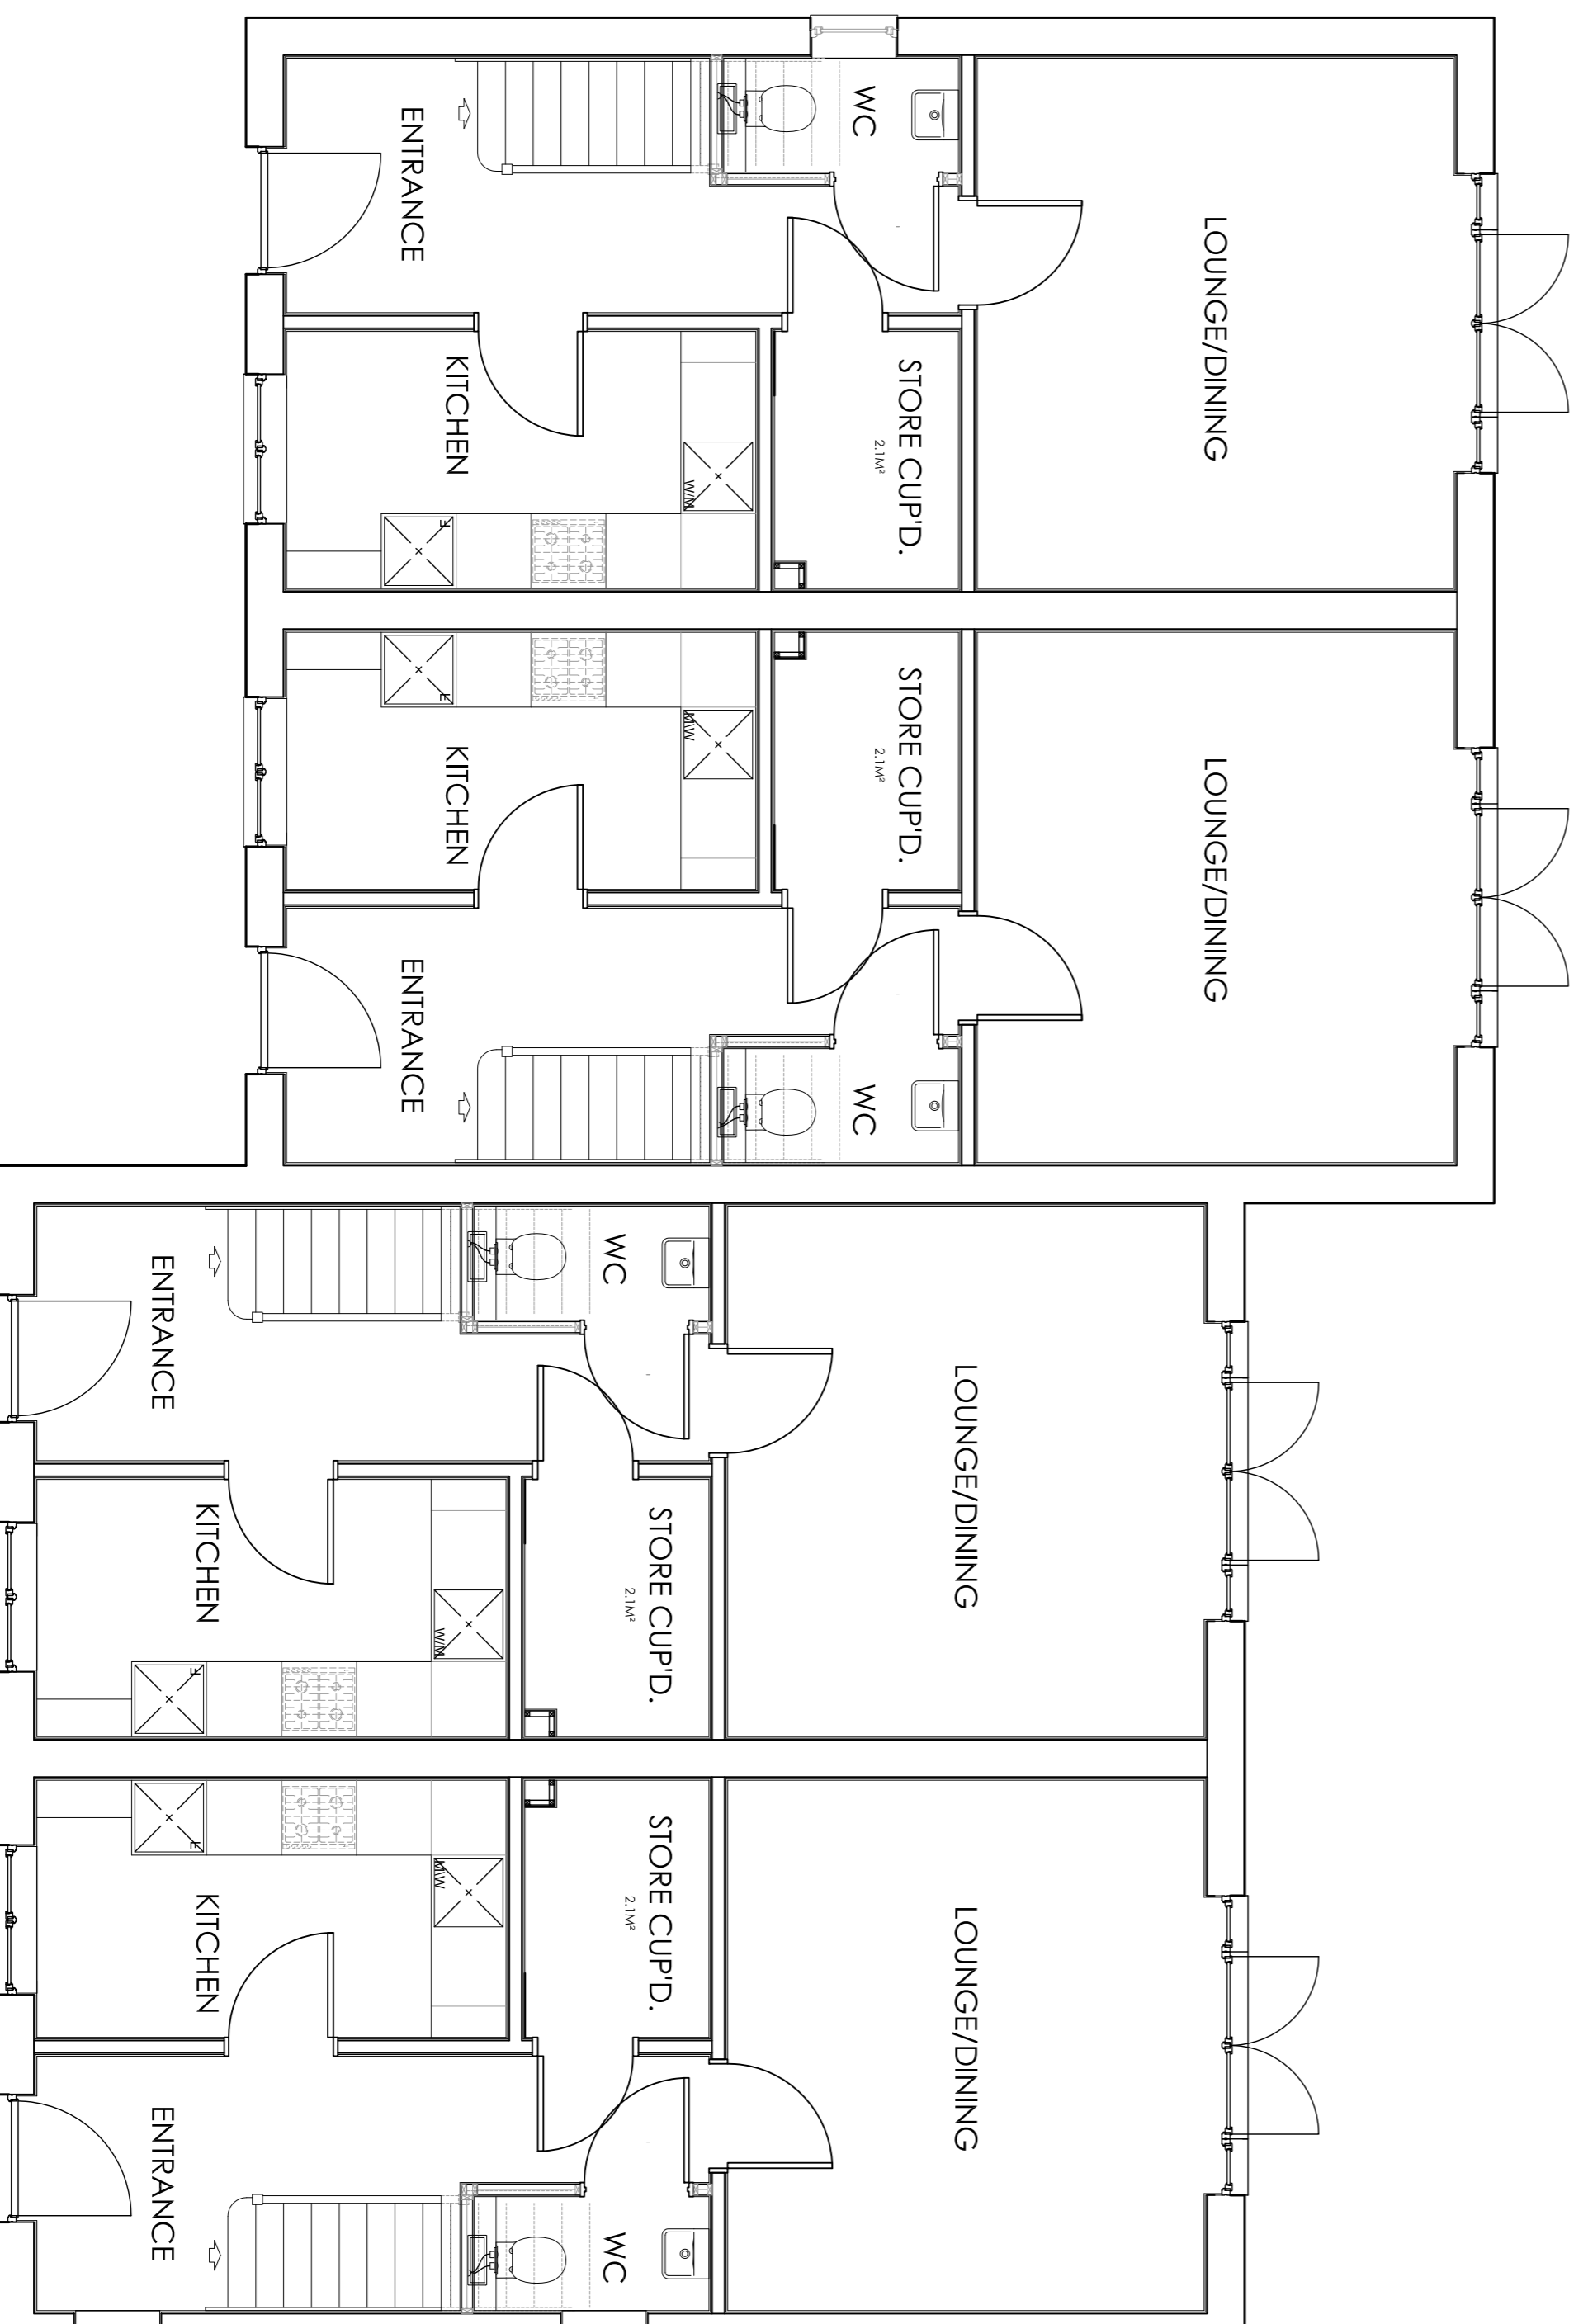 ENTRANCE
WC
LOUNGE/DINING
KITCHEN
W/M
F
STORE CUP'D.
2.1M²
LOUNGE/DINING
KITCHEN
W/M
F
STORE CUP'D.
2.1M²
ENTRANCE
WC
ENTRANCE
WC
LOUNGE/DINING
KITCHEN
W/M
F
STORE CUP'D.
2.1M²
LOUNGE/DINING
KITCHEN
W/M
F
STORE CUP'D.
2.1M²
ENTRANCE
WC